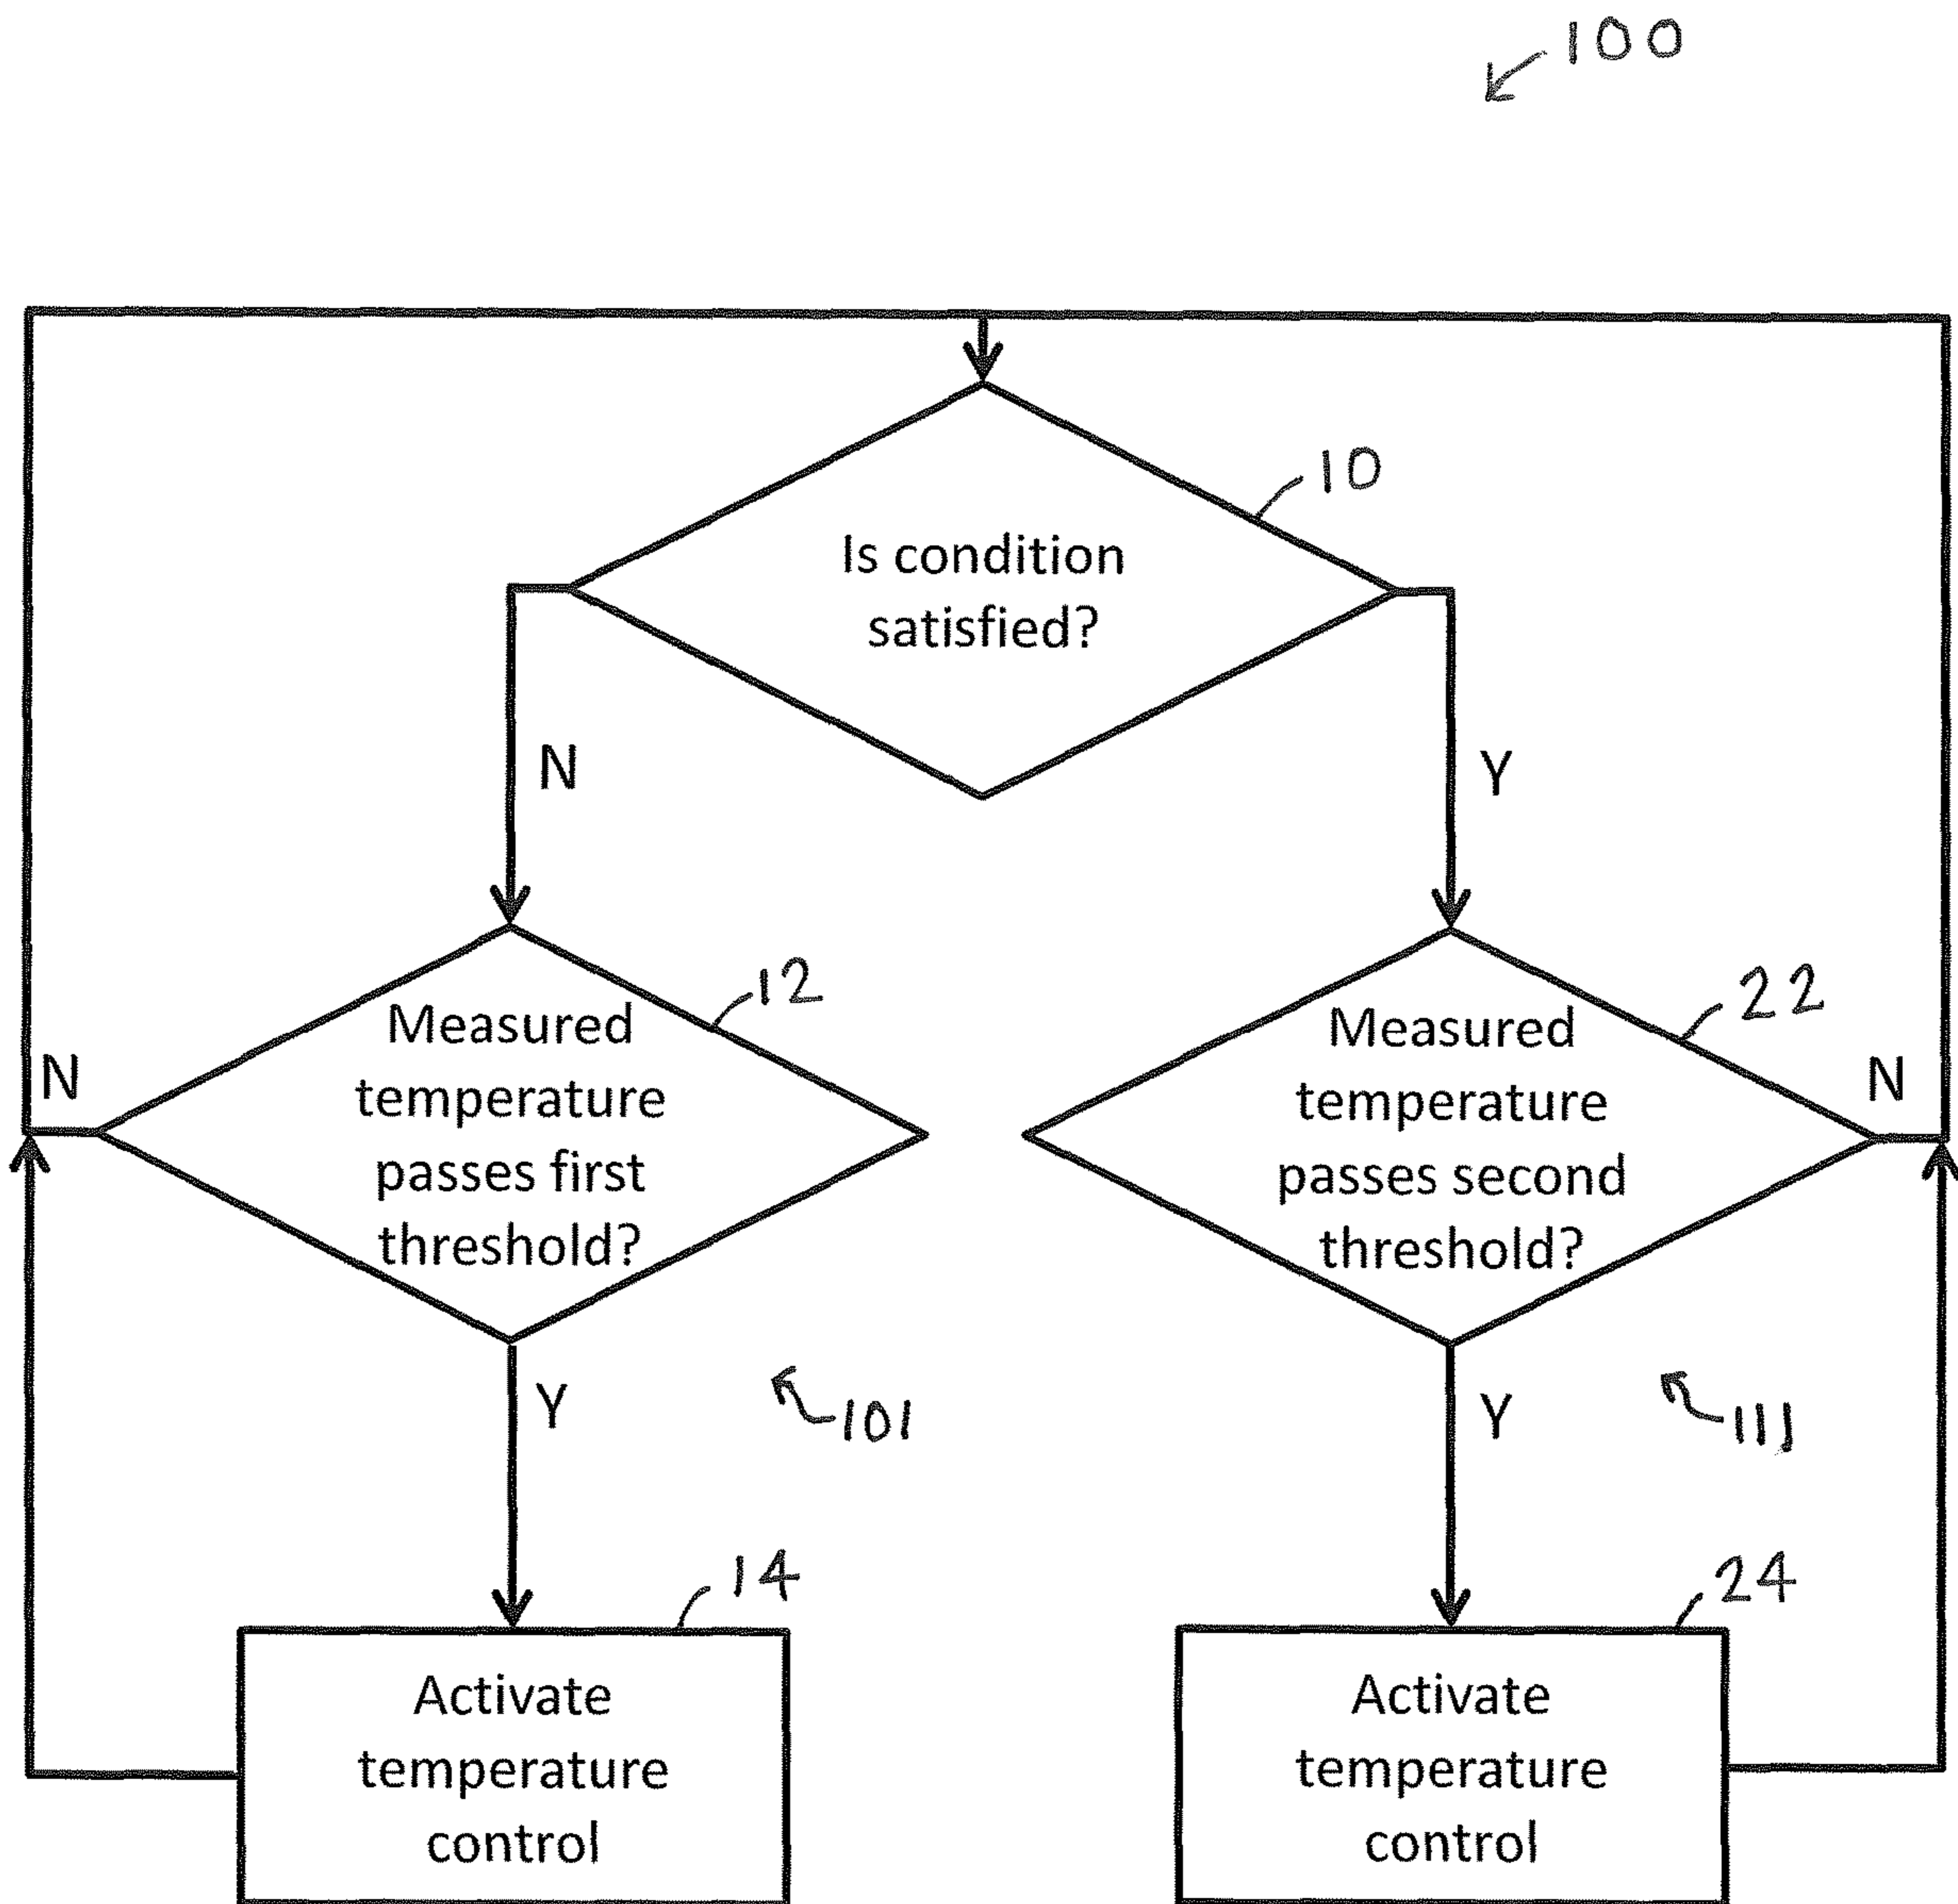 100
10
Is condition
satisfied?
N
Y
12
Measured
temperature
passes first
threshold?
N
22
Measured
temperature
passes second
threshold?
N
Y
101
Y
111
14
Activate
temperature
control
24
Activate
temperature
control